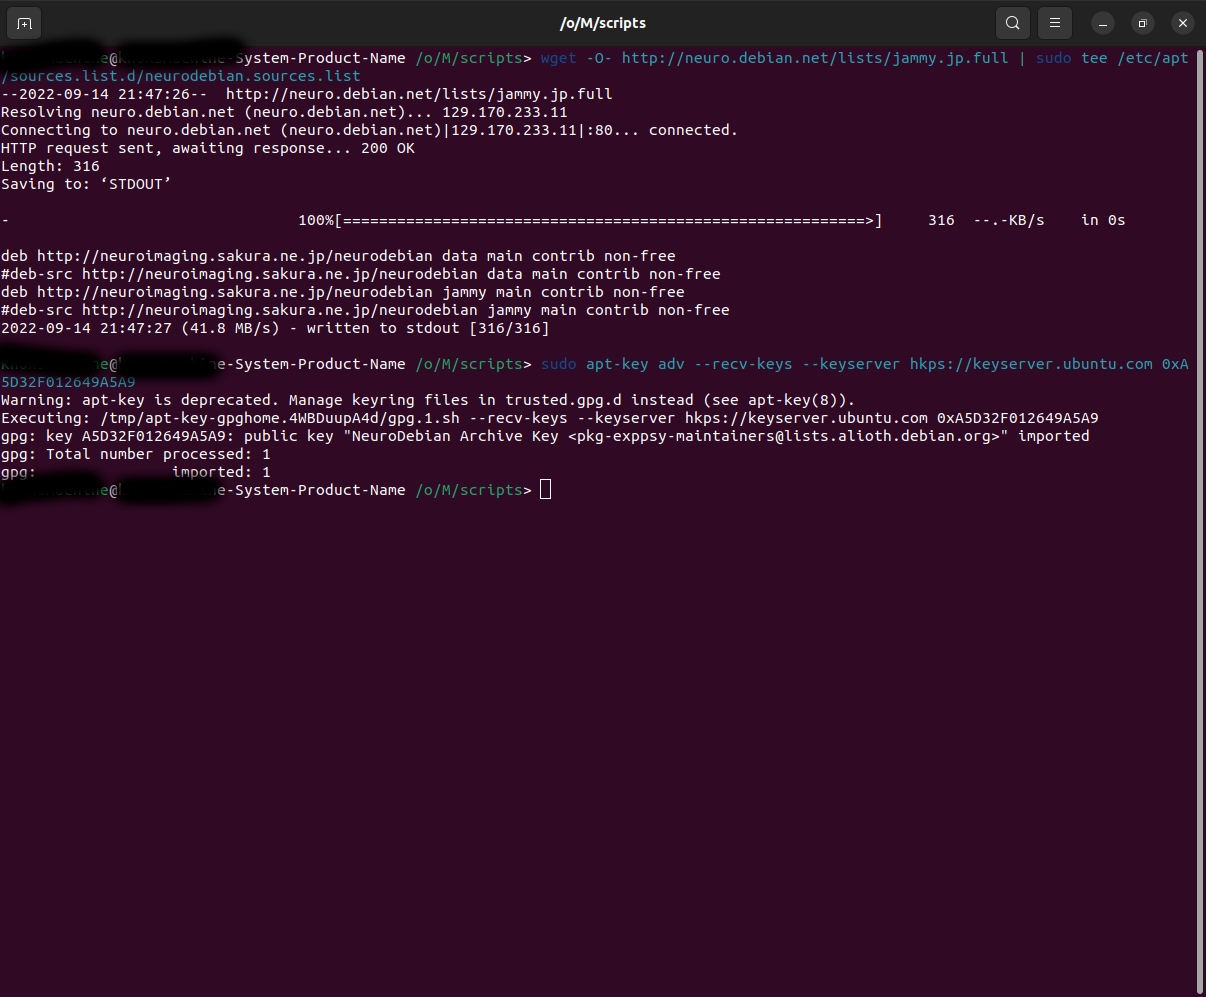 /o/M/scripts
-System-Product-Name /o/M/scripts> wget -O- http://neuro.debian.net/lists/jammy.jp.full | sudo tee /etc/apt
/sources.list.d/neurodebian.sources.list
--2022-09-14 21:47:26--  http://neuro.debian.net/lists/jammy.jp.full
Resolving neuro.debian.net (neuro.debian.net)... 129.170.233.11
Connecting to neuro.debian.net (neuro.debian.net)|129.170.233.11|:80... connected.
HTTP request sent, awaiting response... 200 OK
Length: 316
Saving to: ‘STDOUT’
- 100%[==========================================================>] 316 --.-KB/s in 0s
deb http://neuroimaging.sakura.ne.jp/neurodebian data main contrib non-free
#deb-src http://neuroimaging.sakura.ne.jp/neurodebian data main contrib non-free
deb http://neuroimaging.sakura.ne.jp/neurodebian jammy main contrib non-free
#deb-src http://neuroimaging.sakura.ne.jp/neurodebian jammy main contrib non-free
2022-09-14 21:47:27 (41.8 MB/s) - written to stdout [316/316]
e-System-Product-Name /o/M/scripts> sudo apt-key adv --recv-keys --keyserver hkps://keyserver.ubuntu.com 0xA
5D32F012649A5A9
Warning: apt-key is deprecated. Manage keyring files in trusted.gpg.d instead (see apt-key(8)).
Executing: /tmp/apt-key-gpghome.4WBDuupA4d/gpg.1.sh --recv-keys --keyserver hkps://keyserver.ubuntu.com 0xA5D32F012649A5A9
gpg: key A5D32F012649A5A9: public key "NeuroDebian Archive Key <pkg-exppsy-maintainers@lists.alioth.debian.org>" imported
gpg: Total number processed: 1
gpg: imported: 1
e-System-Product-Name /o/M/scripts>